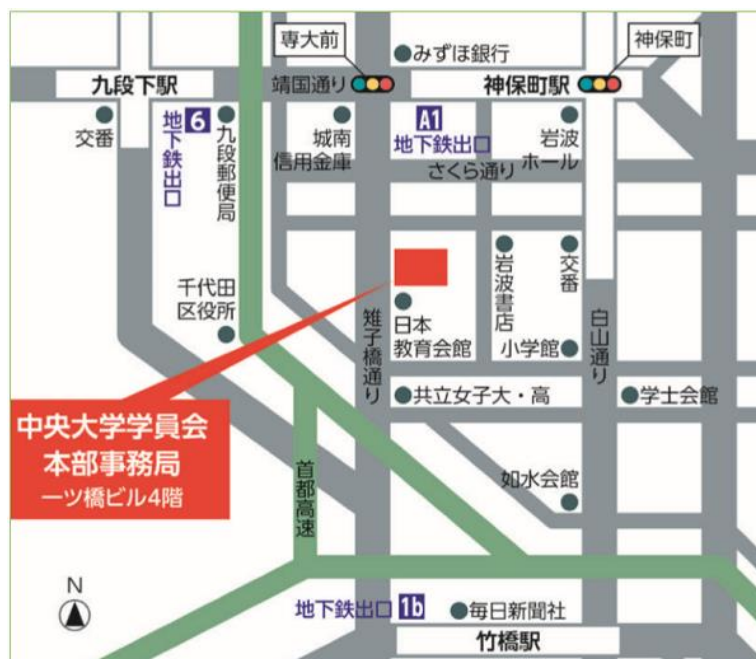 専大前
神保町
みずほ銀行
九段下駅
靖国通り
神保町駅
交番
6
地下鉄出口
九段郵便局
城南
信用金庫
A1
地下鉄出口
岩波
ホール
さくら通り
千代田
区役所
日本
教育会館
岩波書店
交番
小学館
雉子橋通り
白山通り
共立女子大・高
学士会館
中央大学学員会
本部事務局
一ツ橋ビル4階
首都高速
如水会館
N
地下鉄出口 1b
毎日新聞社
竹橋駅